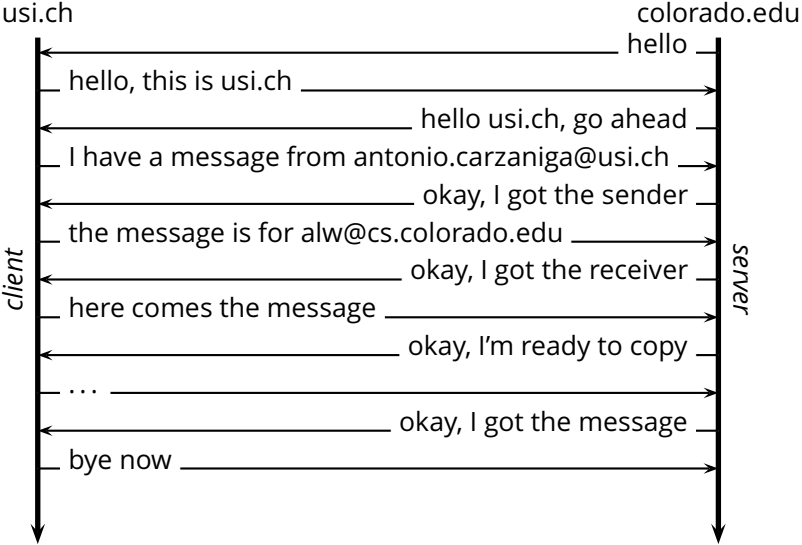 usi.ch
colorado.edu
hello
hello, this is usi.ch
hello usi.ch, go ahead
I have a message from antonio.carzaniga@usi.ch
okay, I got the sender
the message is for alw@cs.colorado.edu
okay, I got the receiver
here comes the message
okay, I’m ready to copy
. . .
okay, I got the message
bye now
client
server